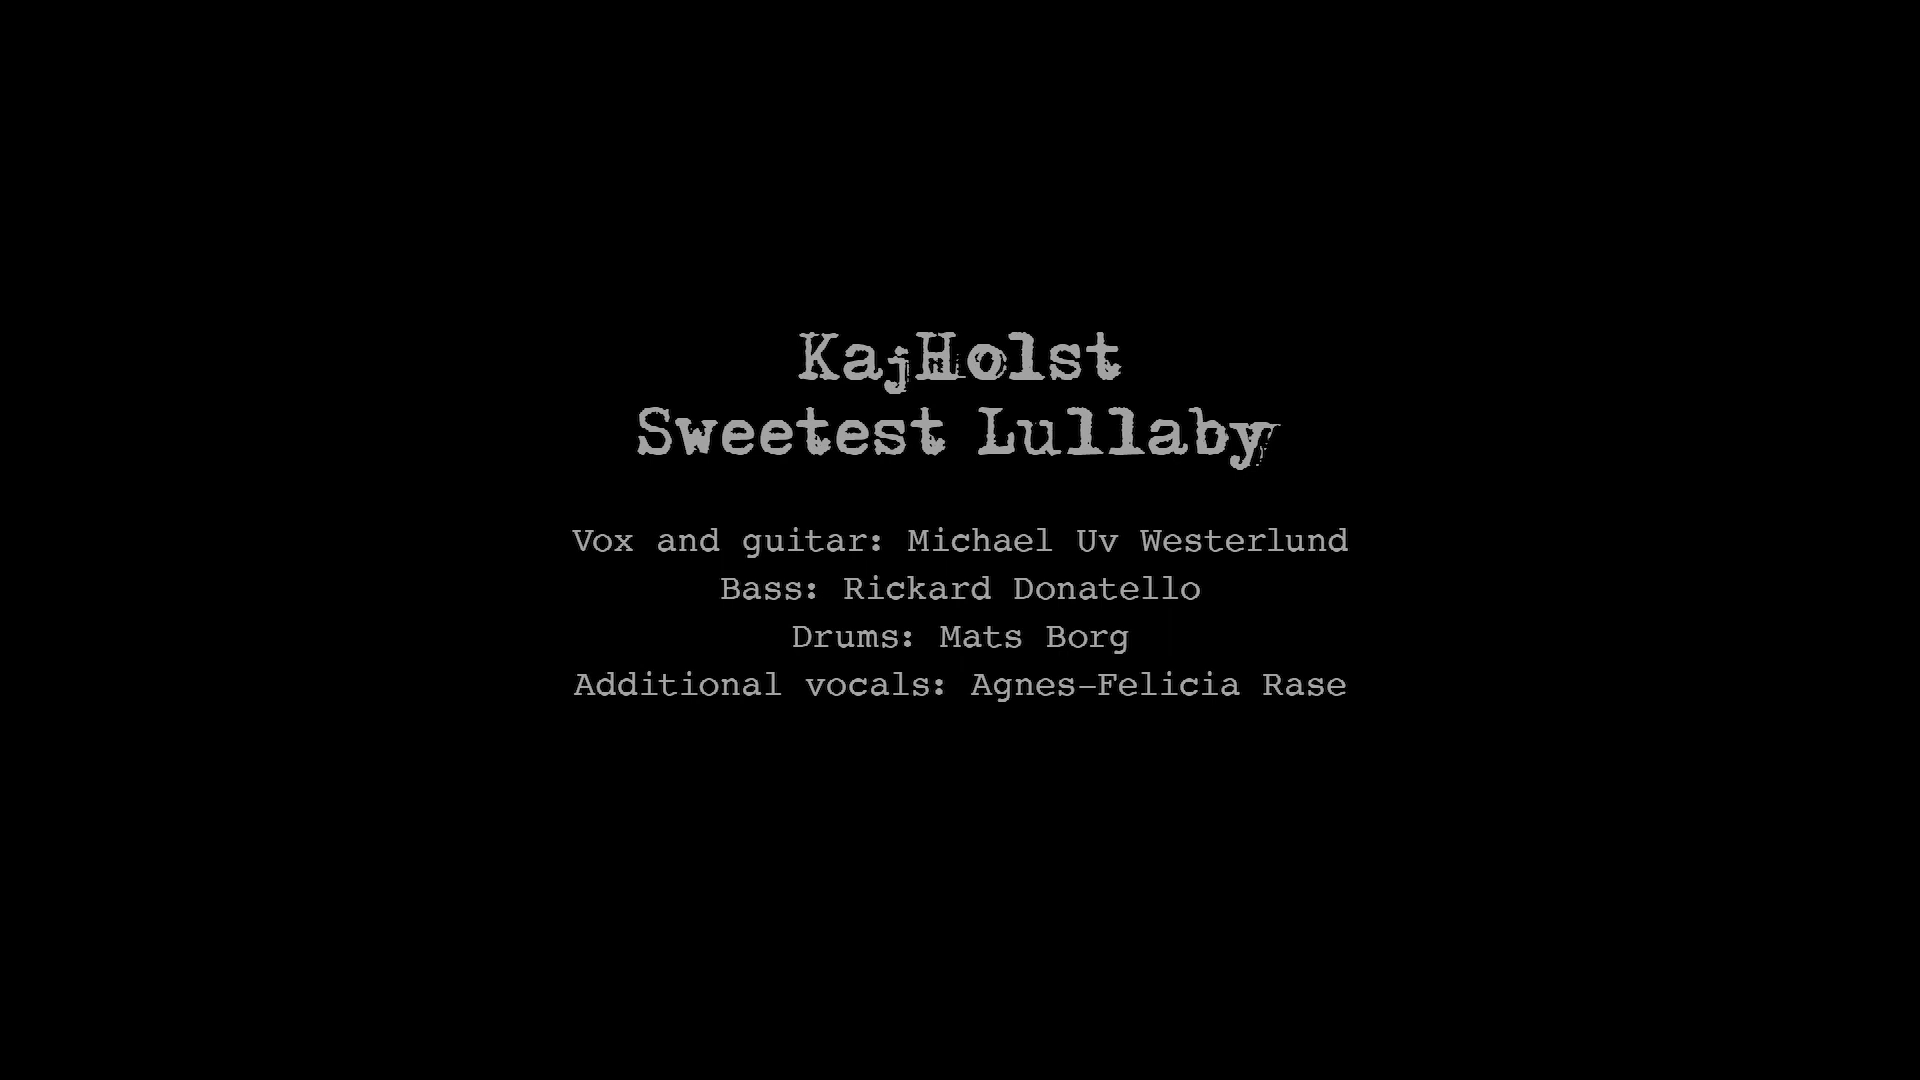 KajHolst
Sweetest Lullaby
Vox and guitar: Michael Uv Westerlund
Bass: Rickard Donatello
Drums: Mats Borg
Additional vocals: Agnes-Felicia Rase